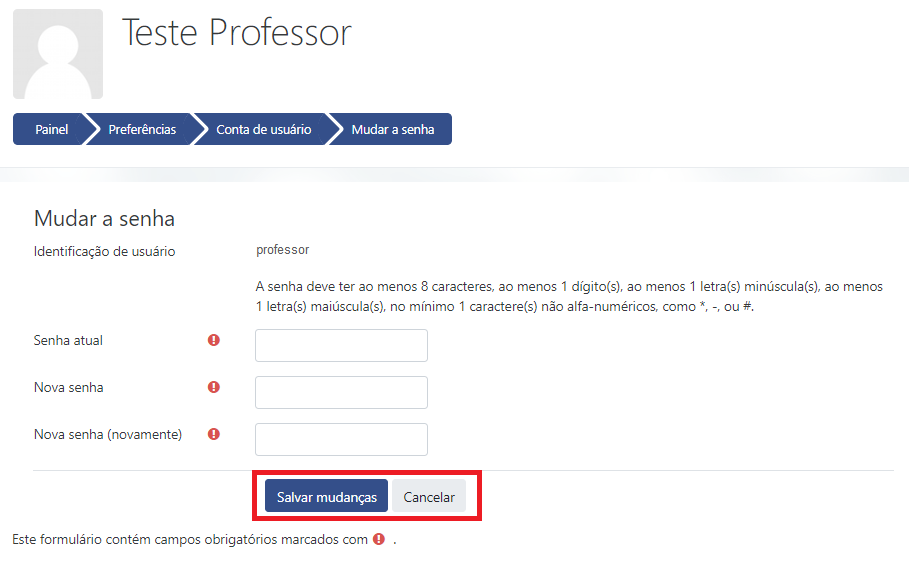 Teste Professor
Painel
Preferências
Conta de usuário
Mudar a senha
Mudar a senha
Identificação de usuário
professor
A senha deve ter ao menos 8 caracteres, ao menos 1 dígito(s), ao menos 1 letra(s) minúscula(s), ao menos
1 letra(s) maiúscula(s), no mínimo 1 caractere(s) não alfa-numéricos, como *, -, ou #.
Senha atual
Nova senha
Nova senha (novamente)
Salvar mudanças
Cancelar
Este formulário contém campos obrigatórios marcados com .